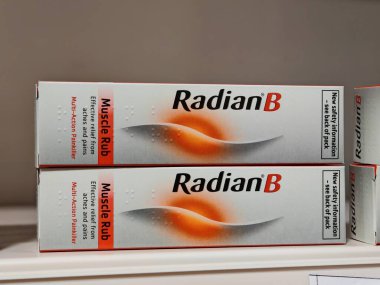 Radian®B
Muscle Rub
Effective relief from
aches and pains
Multi-Action Painkiller
New safety information
- see back of pack
Radian®B
Muscle Rub
Effective relief from
aches and pains
Multi-Action Painkiller
New safety information
- see back of pack
RadianB
RadianB